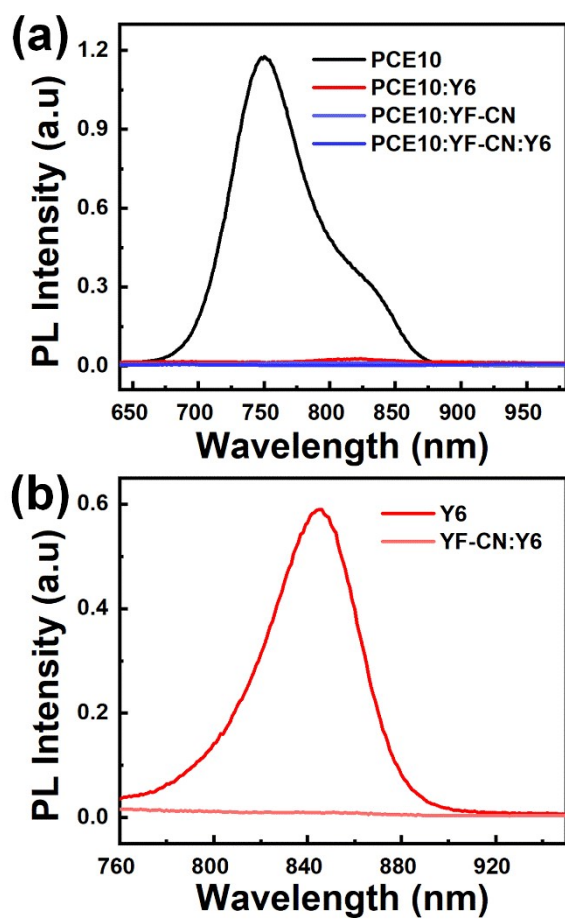 (a)
PCE10
PCE10:Y6
PCE10:YF-CN
PCE10:YF-CN:Y6
PL Intensity (a.u)
1.2
0.9
0.6
0.3
0.0
650 700 750 800 850 900 950
Wavelength (nm)
(b)
Y6
YF-CN:Y6
PL Intensity (a.u)
0.6
0.4
0.2
0.0
760 800 840 880 920
Wavelength (nm)